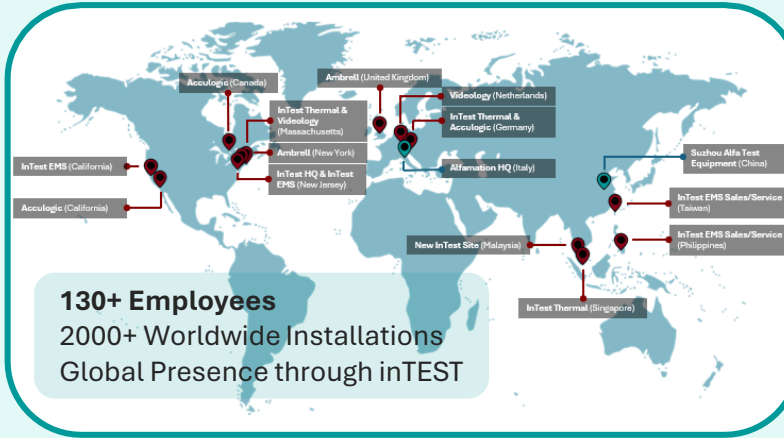 Acculogic (Canada)
Ambrell (United Kingdom)
Videology (Netherlands)
InTest Thermal &
Videology
(Massachusetts)
InTest Thermal &
Acculogic (Germany)
Ambrell (New York)
InTest EMS (California)
Alfamation HQ (Italy)
Suzhou Alfa Test
Equipment (China)
InTest HQ & InTest
EMS (New Jersey)
Acculogic (California)
InTest EMS Sales/Service
(Taiwan)
New InTest Site (Malaysia)
InTest EMS Sales/Service
(Philippines)
InTest Thermal (Singapore)
130+ Employees
2000+ Worldwide Installations
Global Presence through inTEST